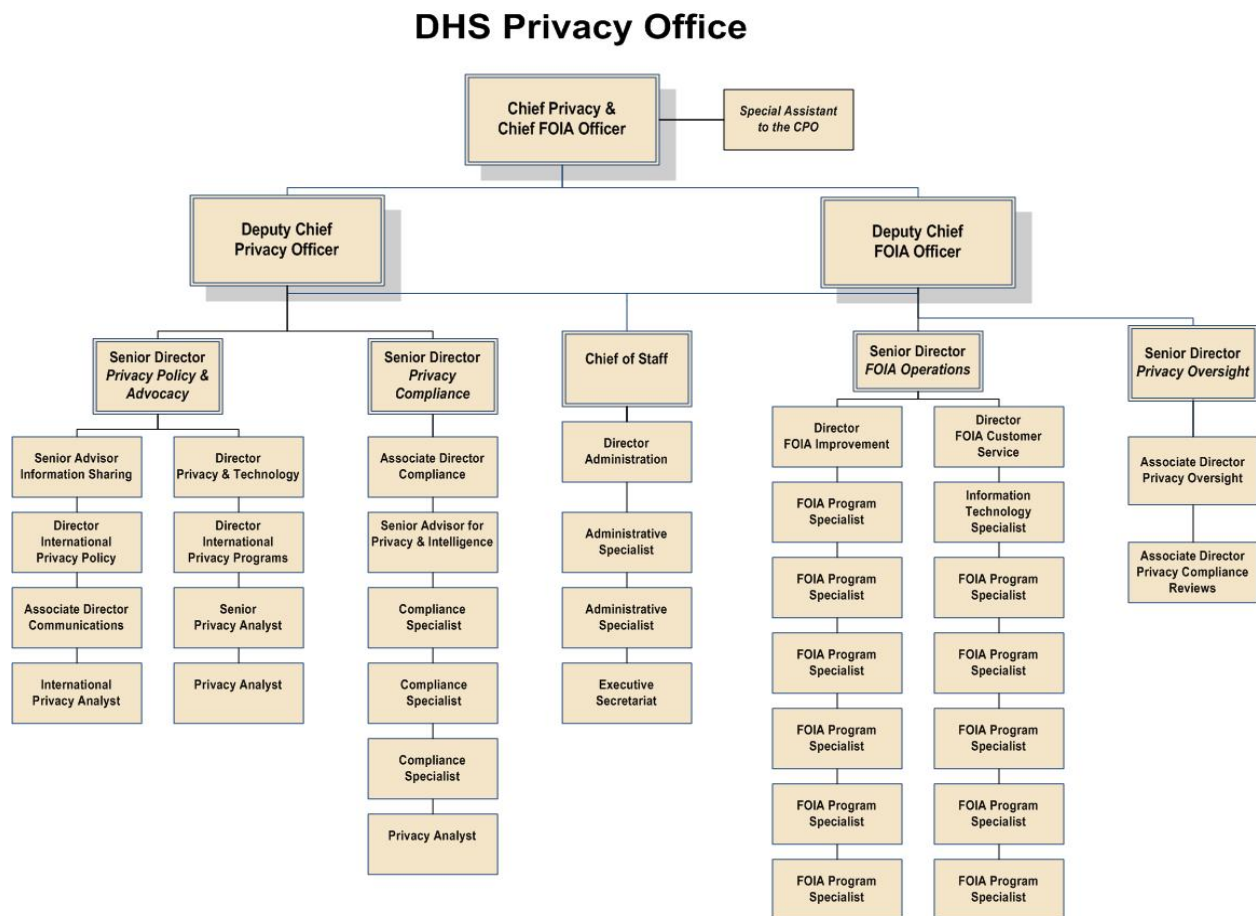 DHS Privacy Office
Chief Privacy &
Chief FOIA Officer
Special Assistant
to the CPO
Deputy Chief
Privacy Officer
Deputy Chief
FOIA Officer
Senior Director
Privacy Policy &
Advocacy
Senior Director
Privacy
Compliance
Chief of Staff
Senior Director
FOIA Operations
Senior Director
Privacy Oversight
Senior Advisor
Information Sharing
Director
International
Privacy Policy
Associate Director
Communications
International
Privacy Analyst
Director
Privacy & Technology
Director
International
Privacy Programs
Senior
Privacy Analyst
Privacy Analyst
Associate Director
Compliance
Senior Advisor for
Privacy & Intelligence
Compliance
Specialist
Compliance
Specialist
Compliance
Specialist
Privacy Analyst
Director
Administration
Administrative
Specialist
Administrative
Specialist
Executive
Secretariat
Director
FOIA Improvement
FOIA Program
Specialist
FOIA Program
Specialist
FOIA Program
Specialist
FOIA Program
Specialist
FOIA Program
Specialist
FOIA Program
Specialist
Director
FOIA Customer
Service
Information
Technology
Specialist
FOIA Program
Specialist
FOIA Program
Specialist
FOIA Program
Specialist
FOIA Program
Specialist
FOIA Program
Specialist
Associate Director
Privacy Oversight
Associate Director
Privacy Compliance
Reviews